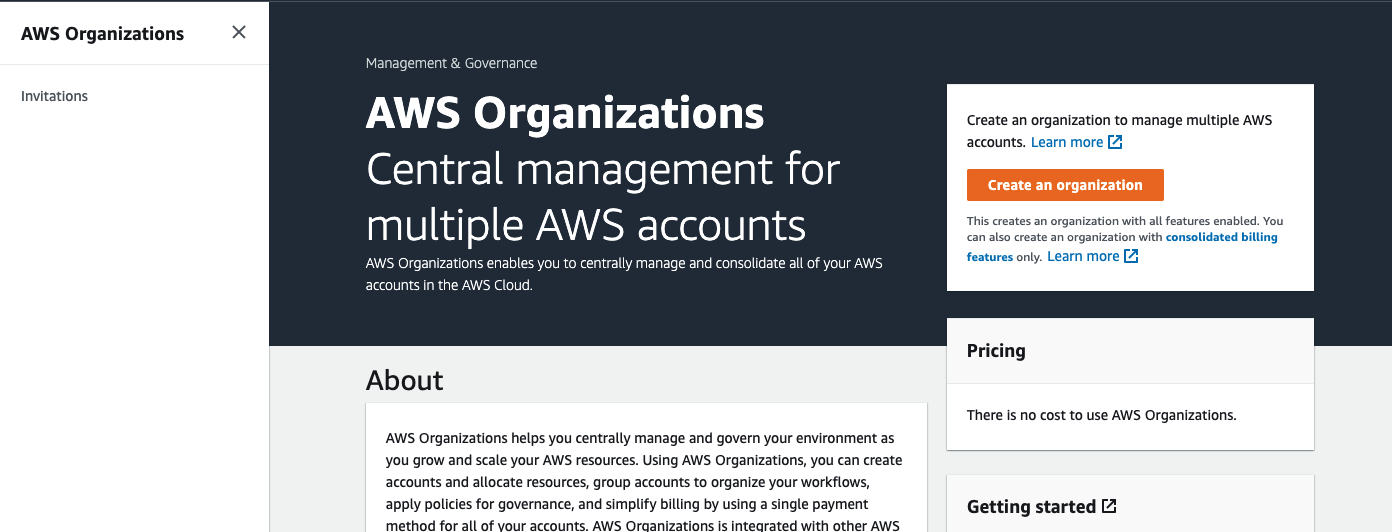 AWS Organizations
Invitations
Management & Governance
AWS Organizations
Central management for
multiple AWS accounts
AWS Organizations enables you to centrally manage and consolidate all of your AWS
accounts in the AWS Cloud.
Create an organization to manage multiple AWS
accounts. Learn more
Create an organization
This creates an organization with all features enabled. You
can also create an organization with consolidated billing
features only. Learn more
Pricing
There is no cost to use AWS Organizations.
Getting started
About
AWS Organizations helps you centrally manage and govern your environment as
you grow and scale your AWS resources. Using AWS Organizations, you can create
accounts and allocate resources, group accounts to organize your workflows,
apply policies for governance, and simplify billing by using a single payment
method for all of your accounts. AWS Organizations is integrated with other AWS